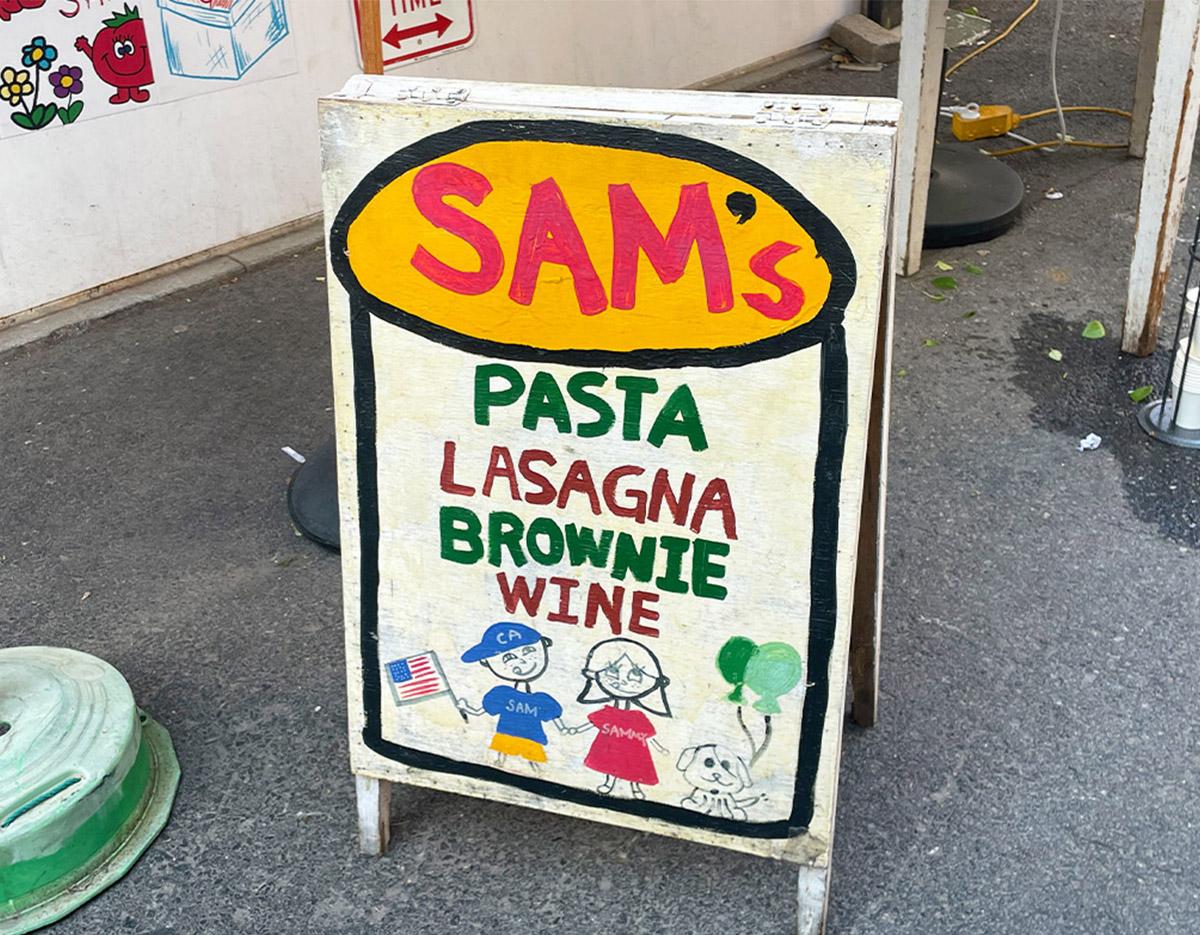 TIME
SAM's
PASTA
LASAGNA
BROWNIE
WINE
CA
SAM
SAMMY